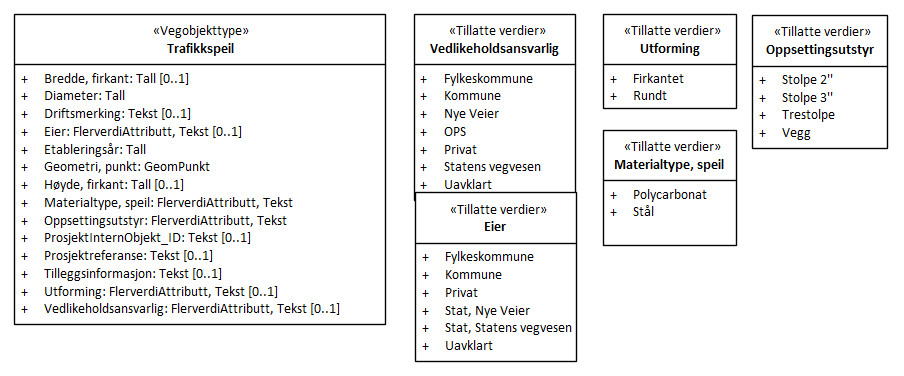 «Vegobjekttype»
Trafikkspeil
+ Bredde, firkant: Tall [0..1]
+ Diameter: Tall
+ Driftsmerking: Tekst [0..1]
+ Eier: FlerverdiAttributt, Tekst [0..1]
+ Etableringsår: Tall
+ Geometri, punkt: GeomPunkt
+ Høyde, firkant: Tall [0..1]
+ Materialtype, speil: FlerverdiAttributt, Tekst
+ Oppsettingsutstyr: FlerverdiAttributt, Tekst
+ ProsjektInternObjekt_ID: Tekst [0..1]
+ Prosjektreferanse: Tekst [0..1]
+ Tilleggsinformasjon: Tekst [0..1]
+ Utforming: FlerverdiAttributt, Tekst [0..1]
+ Vedlikeholdsansvarlig: FlerverdiAttributt, Tekst [0..1]
«Tillatte verdier»
Vedlikeholdsansvarlig
+ Fylkeskommune
+ Kommune
+ Nye Veier
+ OPS
+ Privat
+ Statens vegvesen
+ Uavklart
«Tillatte verdier»
Eier
+ Fylkeskommune
+ Kommune
+ Privat
+ Stat, Nye Veier
+ Stat, Statens vegvesen
+ Uavklart
«Tillatte verdier»
Utforming
+ Firkantet
+ Rundt
«Tillatte verdier»
Materialtype, speil
+ Polycarbonat
+ Stål
«Tillatte verdier»
Oppsettingsutstyr
+ Stolpe 2"
+ Stolpe 3"
+ Trestolpe
+ Vegg